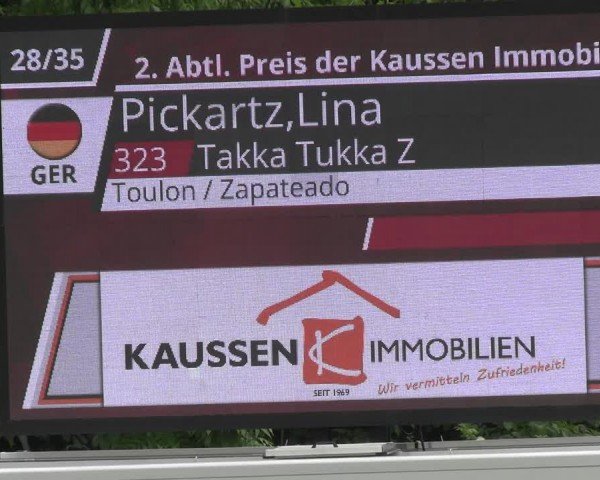 28/35
2. Abtl. Preis der Kaussen Immobi
Pickartz,Lina
GER
323 Takka Tukka Z
Toulon / Zapateado
KAUSSEN K IMMOBILIEN
SEIT 1969
Wir vermitteln Zufriedenheit!